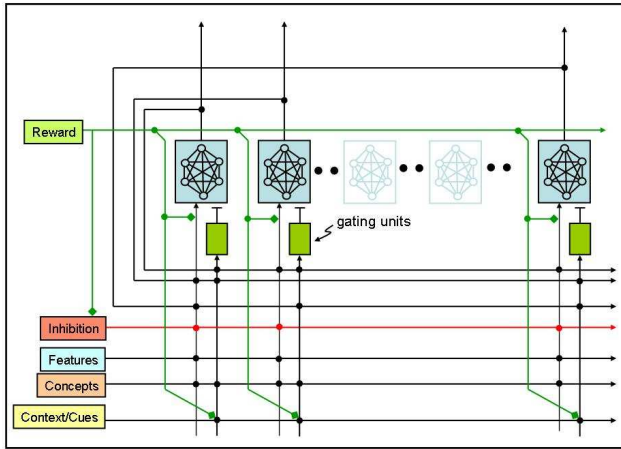 Reward
gating units
Inhibition
Features
Concepts
Context/Cues